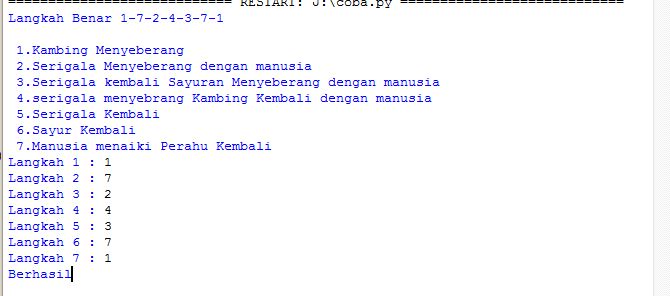 ============================ RESTART: J:\coba.py ============================
Langkah Benar 1-7-2-4-3-7-1
1.Kambing Menyeberang
2.Serigala Menyeberang dengan manusia
3.Serigala kembali Sayuran Menyeberang dengan manusia
4.serigala menyebrang Kambing Kembali dengan manusia
5.Serigala Kembali
6.Sayur Kembali
7.Manusia menaiki Perahu Kembali
Langkah 1 : 1
Langkah 2 : 7
Langkah 3 : 2
Langkah 4 : 4
Langkah 5 : 3
Langkah 6 : 7
Langkah 7 : 1
Berhasil